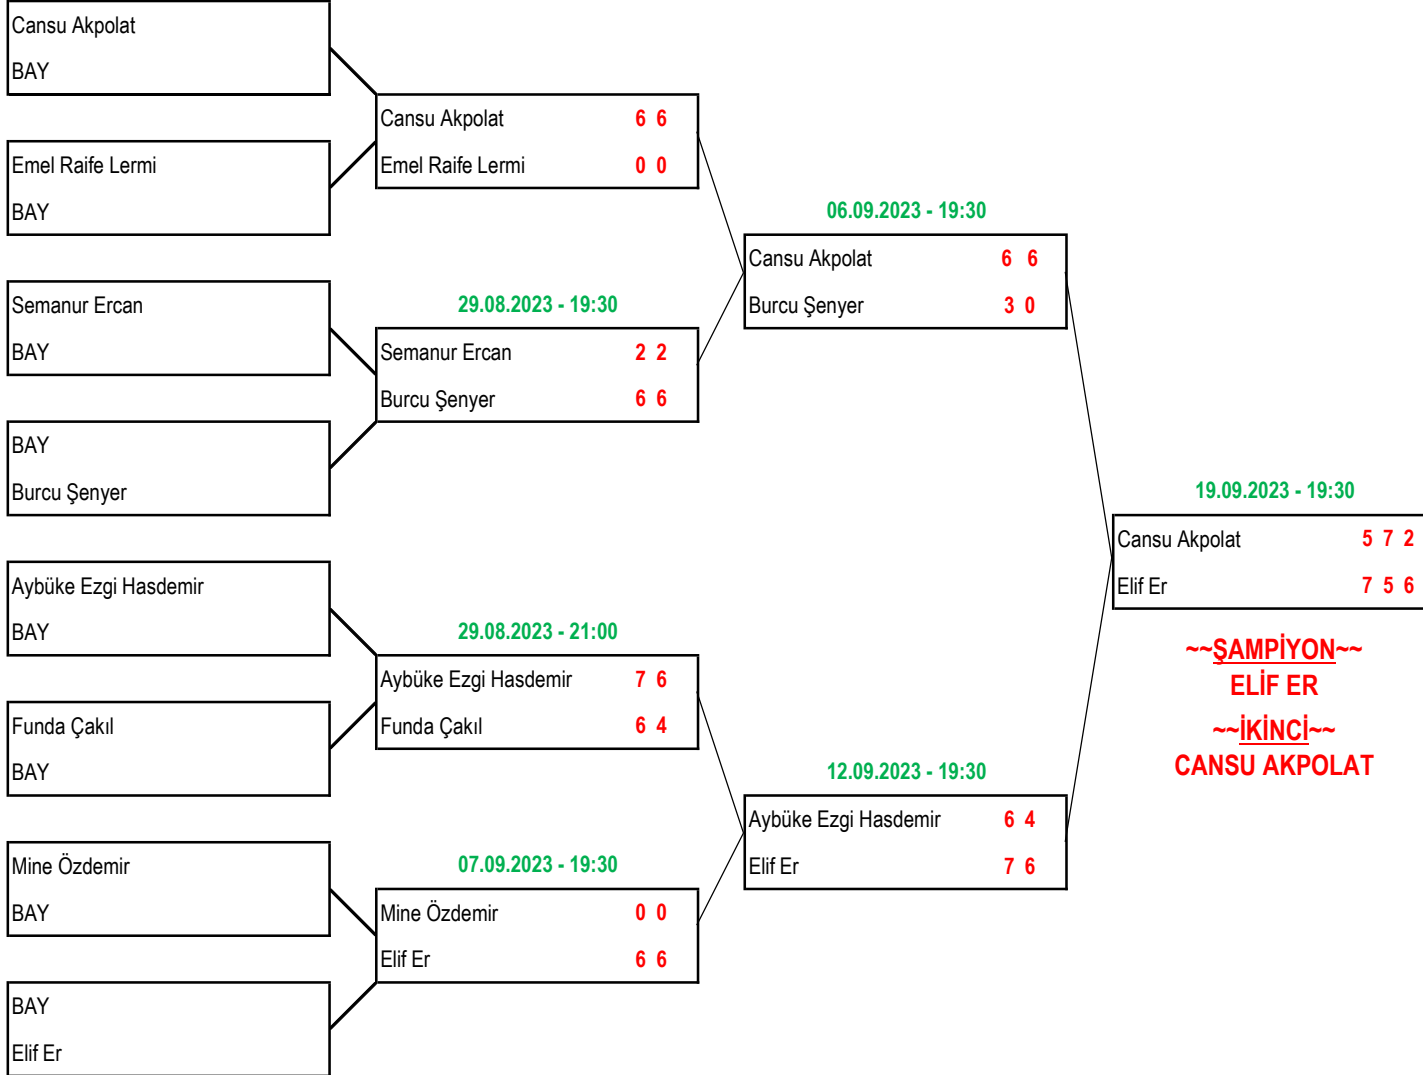 Cansu Akpolat
BAY
Emel Raife Lermi
BAY
Semanur Ercan
BAY
BAY
Burcu Şenyer
Aybüke Ezgi Hasdemir
BAY
Funda Çakıl
BAY
Mine Özdemir
BAY
BAY
Elif Er
Cansu Akpolat 6 6
Emel Raife Lermi 0 0
29.08.2023 - 19:30
Semanur Ercan 2 2
Burcu Şenyer 6 6
29.08.2023 - 21:00
Aybüke Ezgi Hasdemir 7 6
Funda Çakıl 6 4
07.09.2023 - 19:30
Mine Özdemir 0 0
Elif Er 6 6
06.09.2023 - 19:30
Cansu Akpolat 6 6
Burcu Şenyer 3 0
12.09.2023 - 19:30
Aybüke Ezgi Hasdemir 6 4
Elif Er 7 6
19.09.2023 - 19:30
Cansu Akpolat 5 7 2
Elif Er 7 5 6
~~ŞAMPİYON~~
ELİF ER
~~İKİNCİ~~
CANSU AKPOLAT